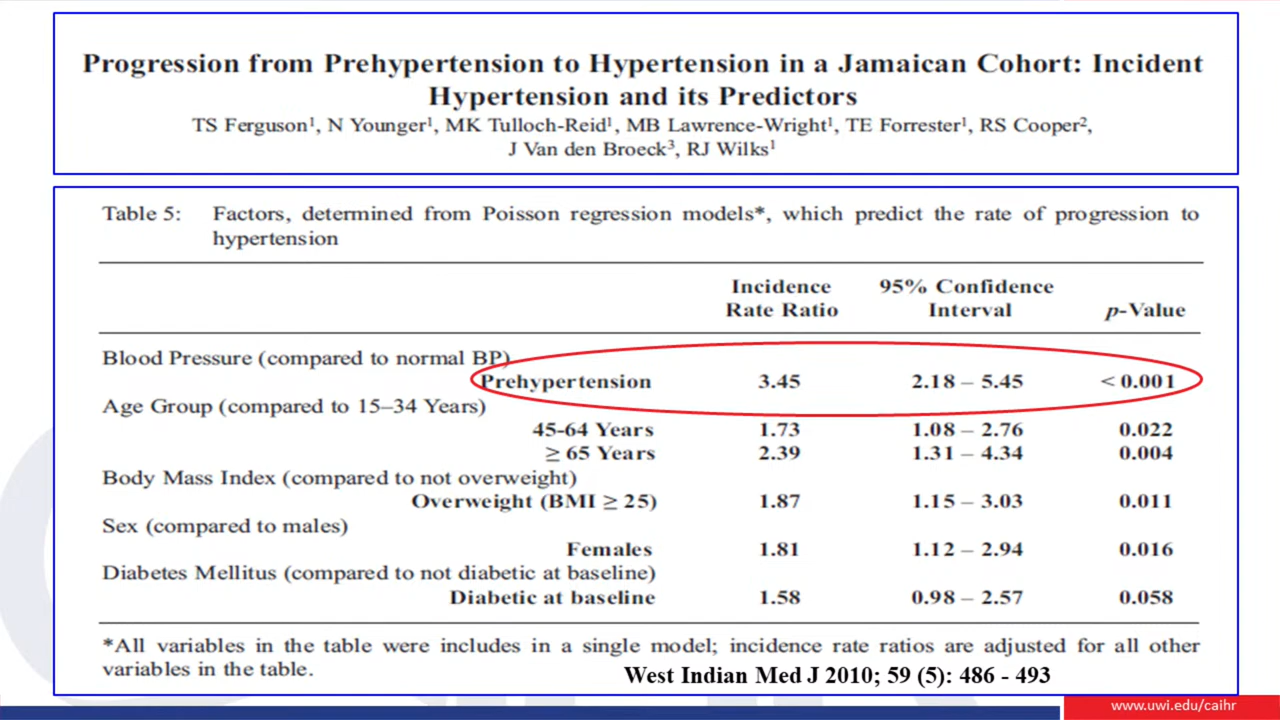 Progression from Prehypertension to Hypertension in a Jamaican Cohort: Incident
Hypertension and its Predictors
TS Ferguson¹, N Younger¹, MK Tulloch-Reid¹, MB Lawrence-Wright¹, TE Forrester¹, RS Cooper²,
J Van den Broeck³, RJ Wilks¹
Table 5: Factors, determined from Poisson regression models*, which predict the rate of progression to
hypertension
Incidence 95% Confidence
Rate Ratio Interval p-Value
Blood Pressure (compared to normal BP)
Prehypertension 3.45 2.18 – 5.45 < 0.001
Age Group (compared to 15–34 Years)
45-64 Years 1.73 1.08 – 2.76 0.022
≥ 65 Years 2.39 1.31 – 4.34 0.004
Body Mass Index (compared to not overweight)
Overweight (BMI ≥ 25) 1.87 1.15 – 3.03 0.011
Sex (compared to males)
Females 1.81 1.12 – 2.94 0.016
Diabetes Mellitus (compared to not diabetic at baseline)
Diabetic at baseline 1.58 0.98 – 2.57 0.058
*All variables in the table were includes in a single model; incidence rate ratios are adjusted for all other
variables in the table.
West Indian Med J 2010; 59 (5): 486 - 493
www.uwi.edu/caihr